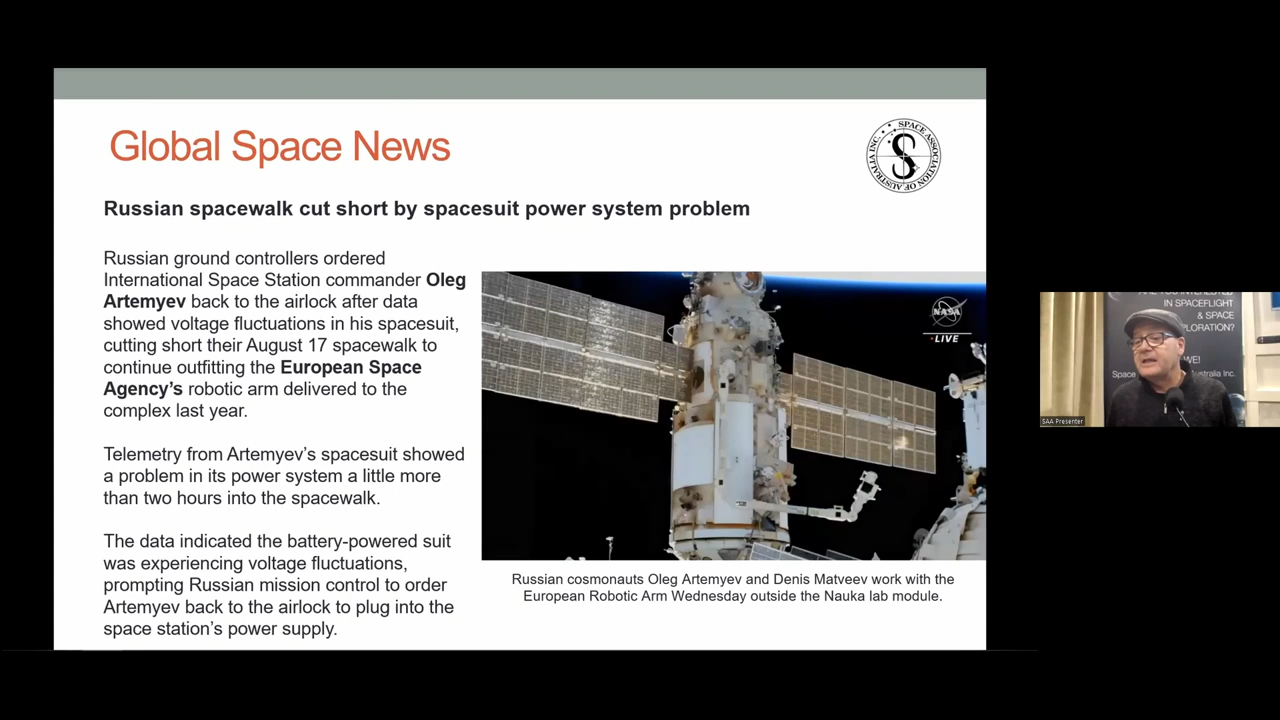 Global Space News
SPACE ASSOCIATION OF AUSTRALIA INC.
Russian spacewalk cut short by spacesuit power system problem
Russian ground controllers ordered
International Space Station commander Oleg
Artemyev back to the airlock after data
showed voltage fluctuations in his spacesuit,
cutting short their August 17 spacewalk to
continue outfitting the European Space
Agency’s robotic arm delivered to the
complex last year.
Telemetry from Artemyev’s spacesuit showed
a problem in its power system a little more
than two hours into the spacewalk.
The data indicated the battery-powered suit
was experiencing voltage fluctuations,
prompting Russian mission control to order
Artemyev back to the airlock to plug into the
space station’s power supply.
NASA
LIVE
Russian cosmonauts Oleg Artemyev and Denis Matveev work with the
European Robotic Arm Wednesday outside the Nauka lab module.
ARE YOU INTERESTED
IN SPACEFLIGHT
& SPACE
PLORATION?
WE!
Space
stralia Inc.
SAA Presenter